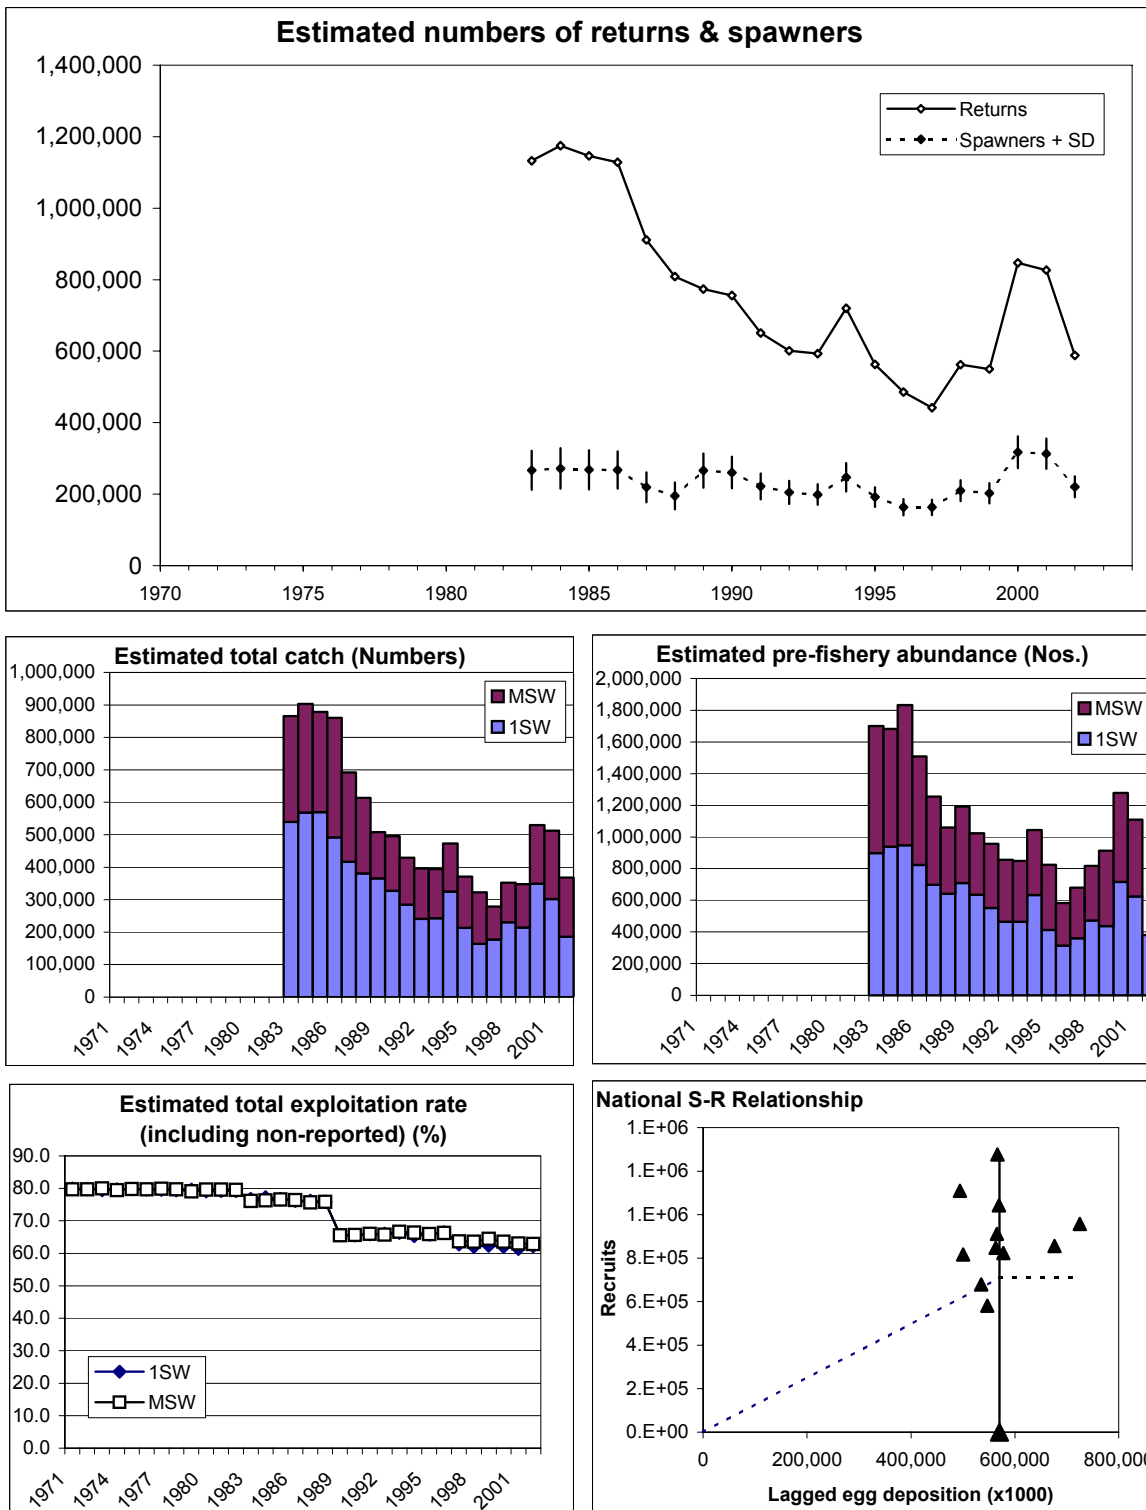 Estimated numbers of returns & spawners
1,400,000
1,200,000
1,000,000
800,000
600,000
400,000
200,000
0
Returns
Spawners + SD
1970 1975 1980 1985 1990 1995 2000
Estimated total catch (Numbers)
1,000,000
900,000
800,000
700,000
600,000
500,000
400,000
300,000
200,000
100,000
0
MSW
1SW
1971 1974 1977 1980 1983 1986 1989 1992 1995 1998 2001
Estimated pre-fishery abundance (Nos.)
2,000,000
1,800,000
1,600,000
1,400,000
1,200,000
1,000,000
800,000
600,000
400,000
200,000
0
MSW
1SW
1971 1974 1977 1980 1983 1986 1989 1992 1995 1998 2001
Estimated total exploitation rate
(including non-reported) (%)
90.0
80.0
70.0
60.0
50.0
40.0
30.0
20.0
10.0
0.0
1SW
MSW
1971 1974 1977 1980 1983 1986 1989 1992 1995 1998 2001
National S-R Relationship
1.E+06
1.E+06
1.E+06
8.E+05
6.E+05
4.E+05
2.E+05
0.E+00
Recruits
0 200,000 400,000 600,000 800,000
Lagged egg deposition (x1000)